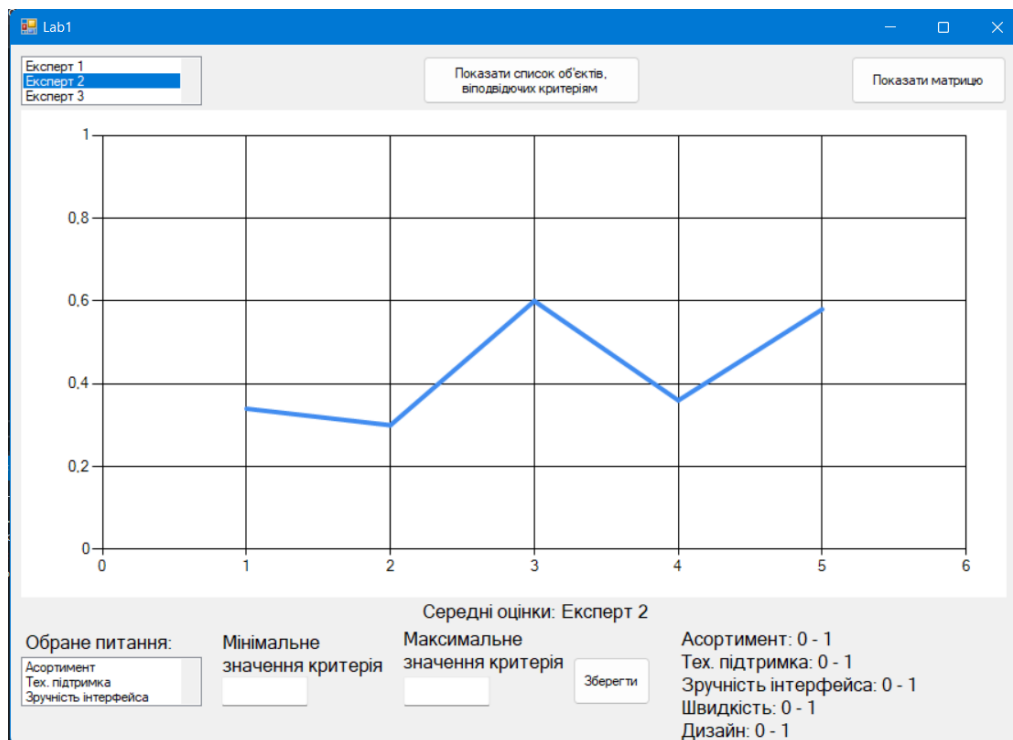 Lab1
Експерт 1
Експерт 2
Експерт 3
Показати список об'єктів,
віподвідючих критеріям
Показати матрицю
1
0,8
0,6
0,4
0,2
0
0 1 2 3 4 5 6
Середні оцінки: Експерт 2
Обране питання:
Асортимент
Тех. підтримка
Зручність інтерфейса
Мінімальне
значення критерія
Максимальне
значення критерія
Зберегти
Асортимент: 0 - 1
Тех. підтримка: 0 - 1
Зручність інтерфейса: 0 - 1
Швидкість: 0 - 1
Дизайн: 0 - 1